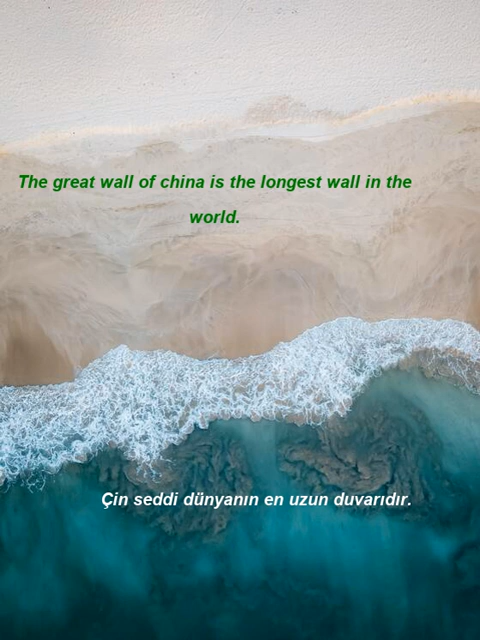 The great wall of china is the longest wall in the
world.
Çin seddi dünyanın en uzun duvarıdır.